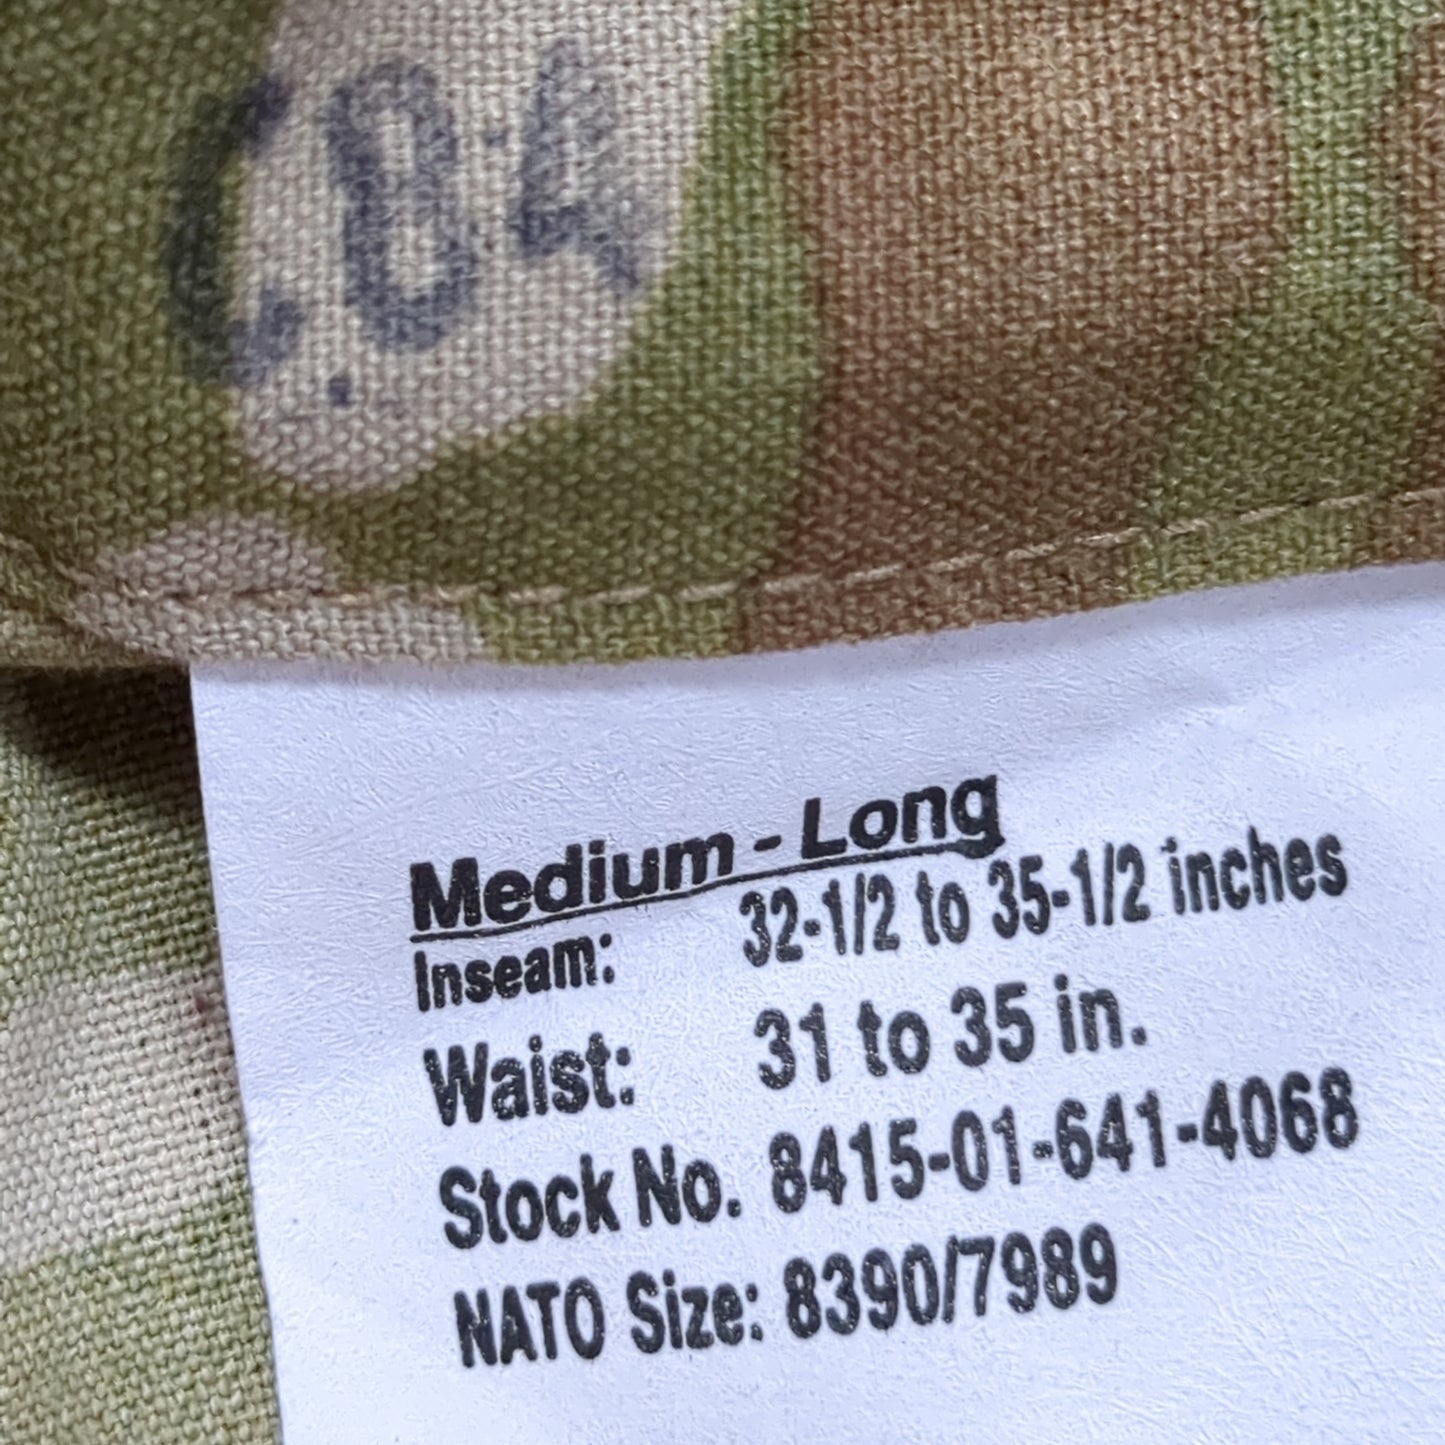 Medium - Long
Inseam: 32-1/2 to 35-1/2 inches
Waist: 31 to 35 in.
Stock No. 8415-01-641-4068
NATO Size: 8390/7989